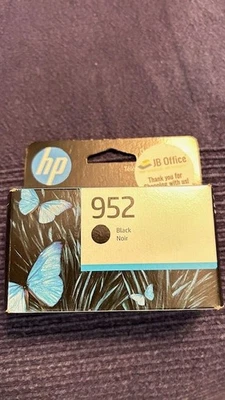 hp
JB Office
Thank you for
Shopping with us!
952
Black
Noir